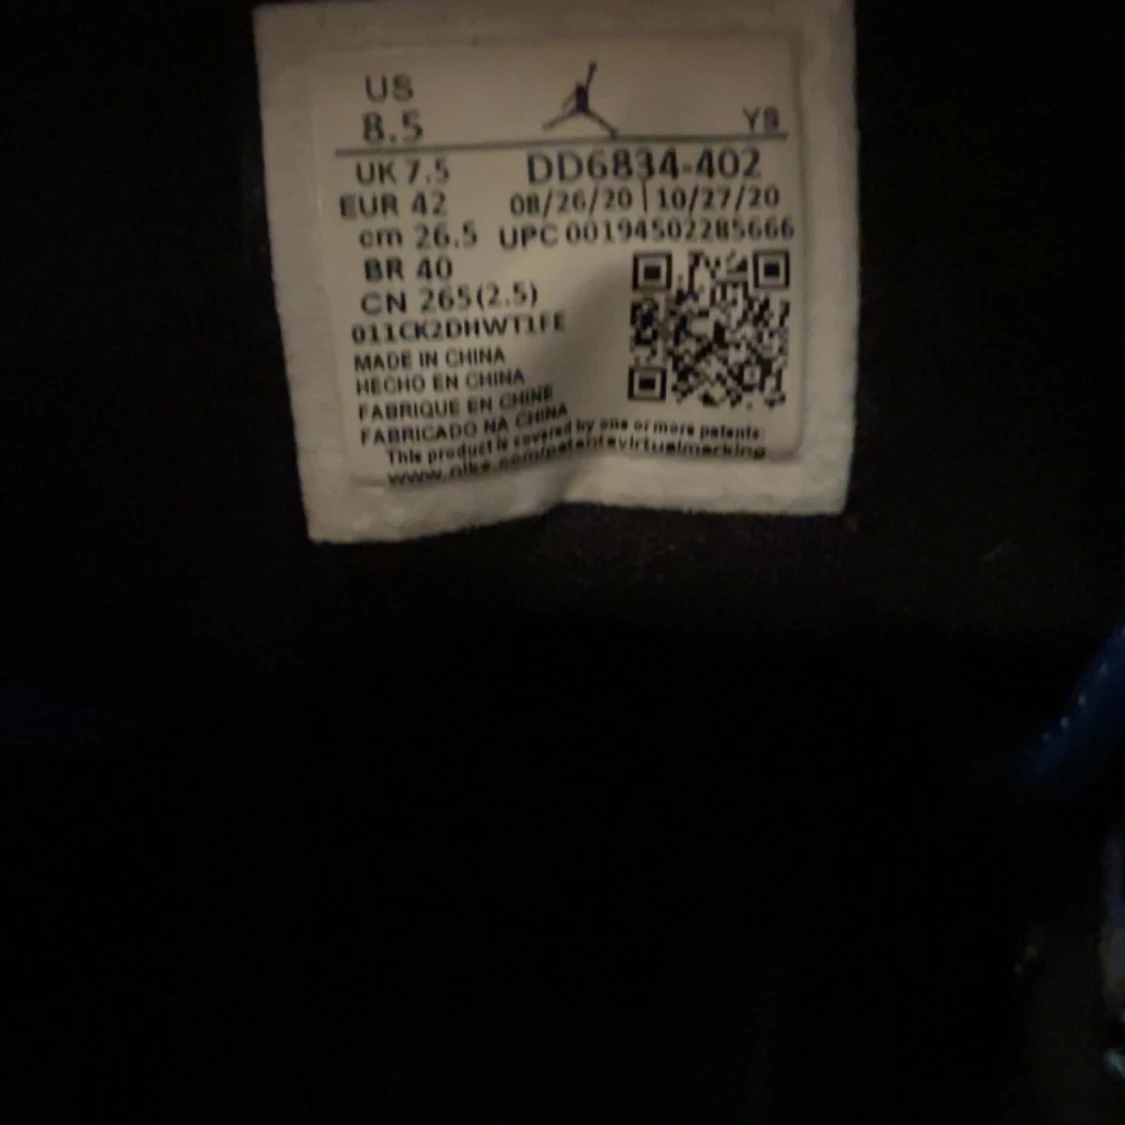 US
8.5
YS
UK 7.5
DD6834-402
EUR 42
08/26/20 | 10/27/20
cm 26.5
UPC 00194502285666
BR 40
CN 265(2.5)
011CK2DHWT1FE
MADE IN CHINA
HECHO EN CHINA
FABRIQUE EN CHINE
FABRICADO NA CHINA
This product is covered by one or more patents:
www.nike.com/patentsvirtualmarking